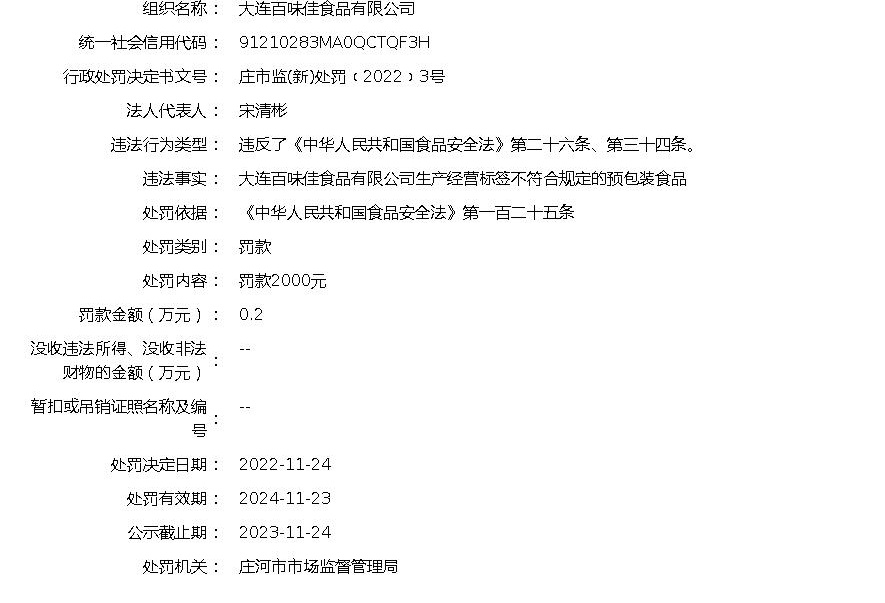 组织名称： 大连百味佳食品有限公司
统一社会信用代码： 91210283MA0QCTQF3H
行政处罚决定书文号： 庄市监(新)处罚﹝2022﹞3号
法人代表人： 宋清彬
违法行为类型： 违反了《中华人民共和国食品安全法》第二十六条、第三十四条。
违法事实： 大连百味佳食品有限公司生产经营标签不符合规定的预包装食品
处罚依据： 《中华人民共和国食品安全法》第一百二十五条
处罚类别： 罚款
处罚内容： 罚款2000元
罚款金额（万元）： 0.2
没收违法所得、没收非法
财物的金额（万元）： --
暂扣或吊销证照名称及编
号： --
处罚决定日期： 2022-11-24
处罚有效期： 2024-11-23
公示截止期： 2023-11-24
处罚机关： 庄河市市场监督管理局